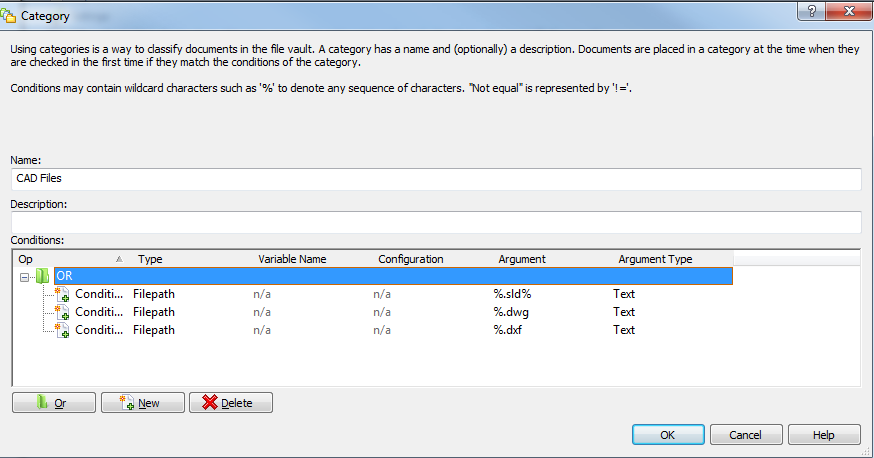 Category
Using categories is a way to classify documents in the file vault. A category has a name and (optionally) a description. Documents are placed in a category at the time when they
are checked in the first time if they match the conditions of the category.
Conditions may contain wildcard characters such as '%' to denote any sequence of characters. "Not equal" is represented by '!='.
Name:
CAD Files
Description:
Conditions:
Op Type Variable Name Configuration Argument Argument Type
OR
Conditi... Filepath n/a n/a %.sld% Text
Conditi... Filepath n/a n/a %.dwg Text
Conditi... Filepath n/a n/a %.dxf Text
Or New Delete
OK Cancel Help